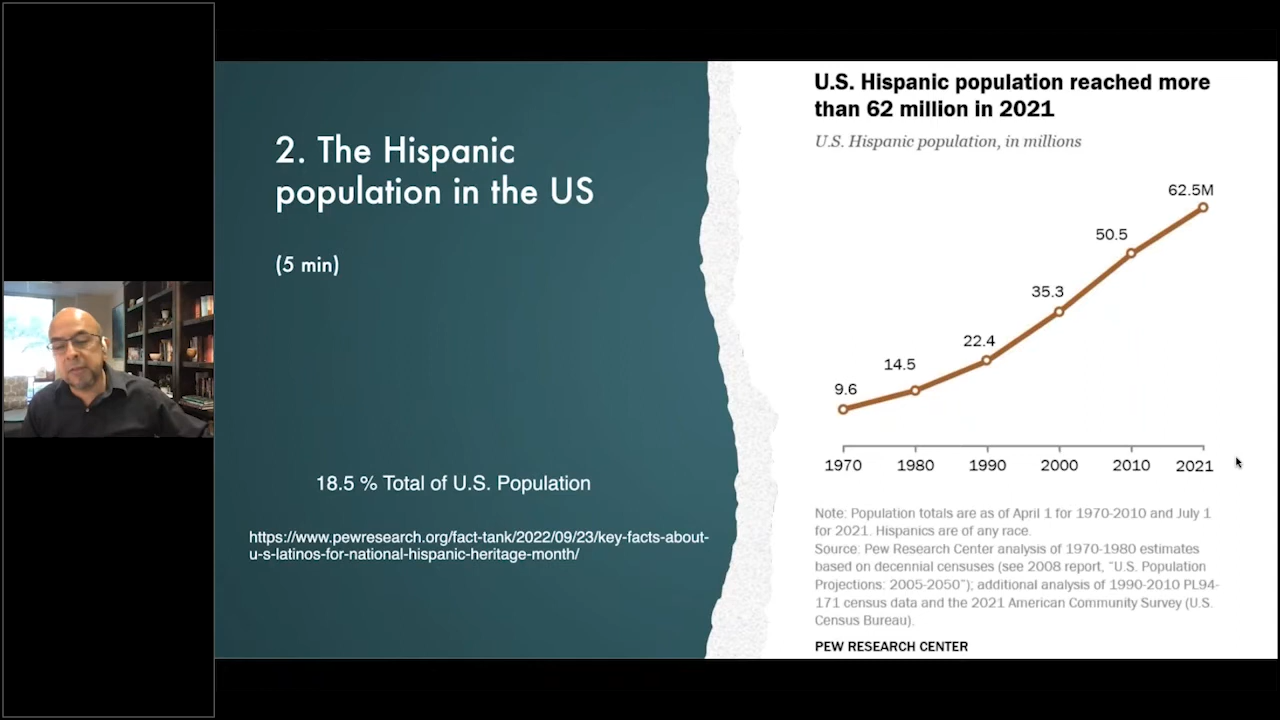 2. The Hispanic
population in the US
(5 min)
18.5 % Total of U.S. Population
https://www.pewresearch.org/fact-tank/2022/09/23/key-facts-about-
u-s-latinos-for-national-hispanic-heritage-month/
U.S. Hispanic population reached more
than 62 million in 2021
U.S. Hispanic population, in millions
62.5M
50.5
35.3
22.4
14.5
9.6
1970 1980 1990 2000 2010 2021
Note: Population totals are as of April 1 for 1970-2010 and July 1
for 2021. Hispanics are of any race.
Source: Pew Research Center analysis of 1970-1980 estimates
based on decennial censuses (see 2008 report, "U.S. Population
Projections: 2005-2050"); additional analysis of 1990-2010 PL94-
171 census data and the 2021 American Community Survey (U.S.
Census Bureau).
PEW RESEARCH CENTER